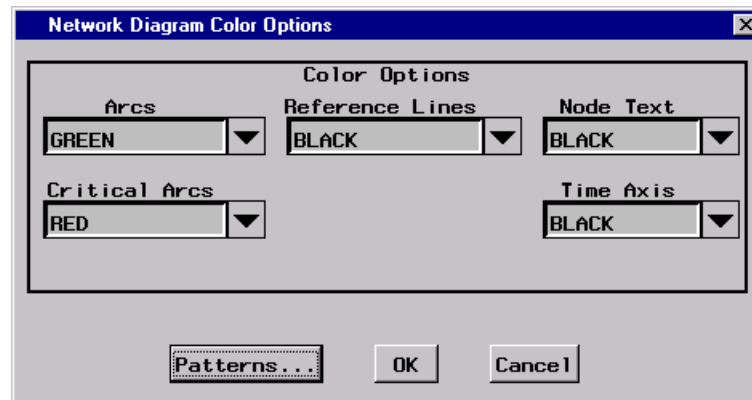 Network Diagram Color Options
Color Options
Arcs Reference Lines Node Text
GREEN BLACK BLACK
Critical Arcs Time Axis
RED BLACK
Patterns... OK Cancel